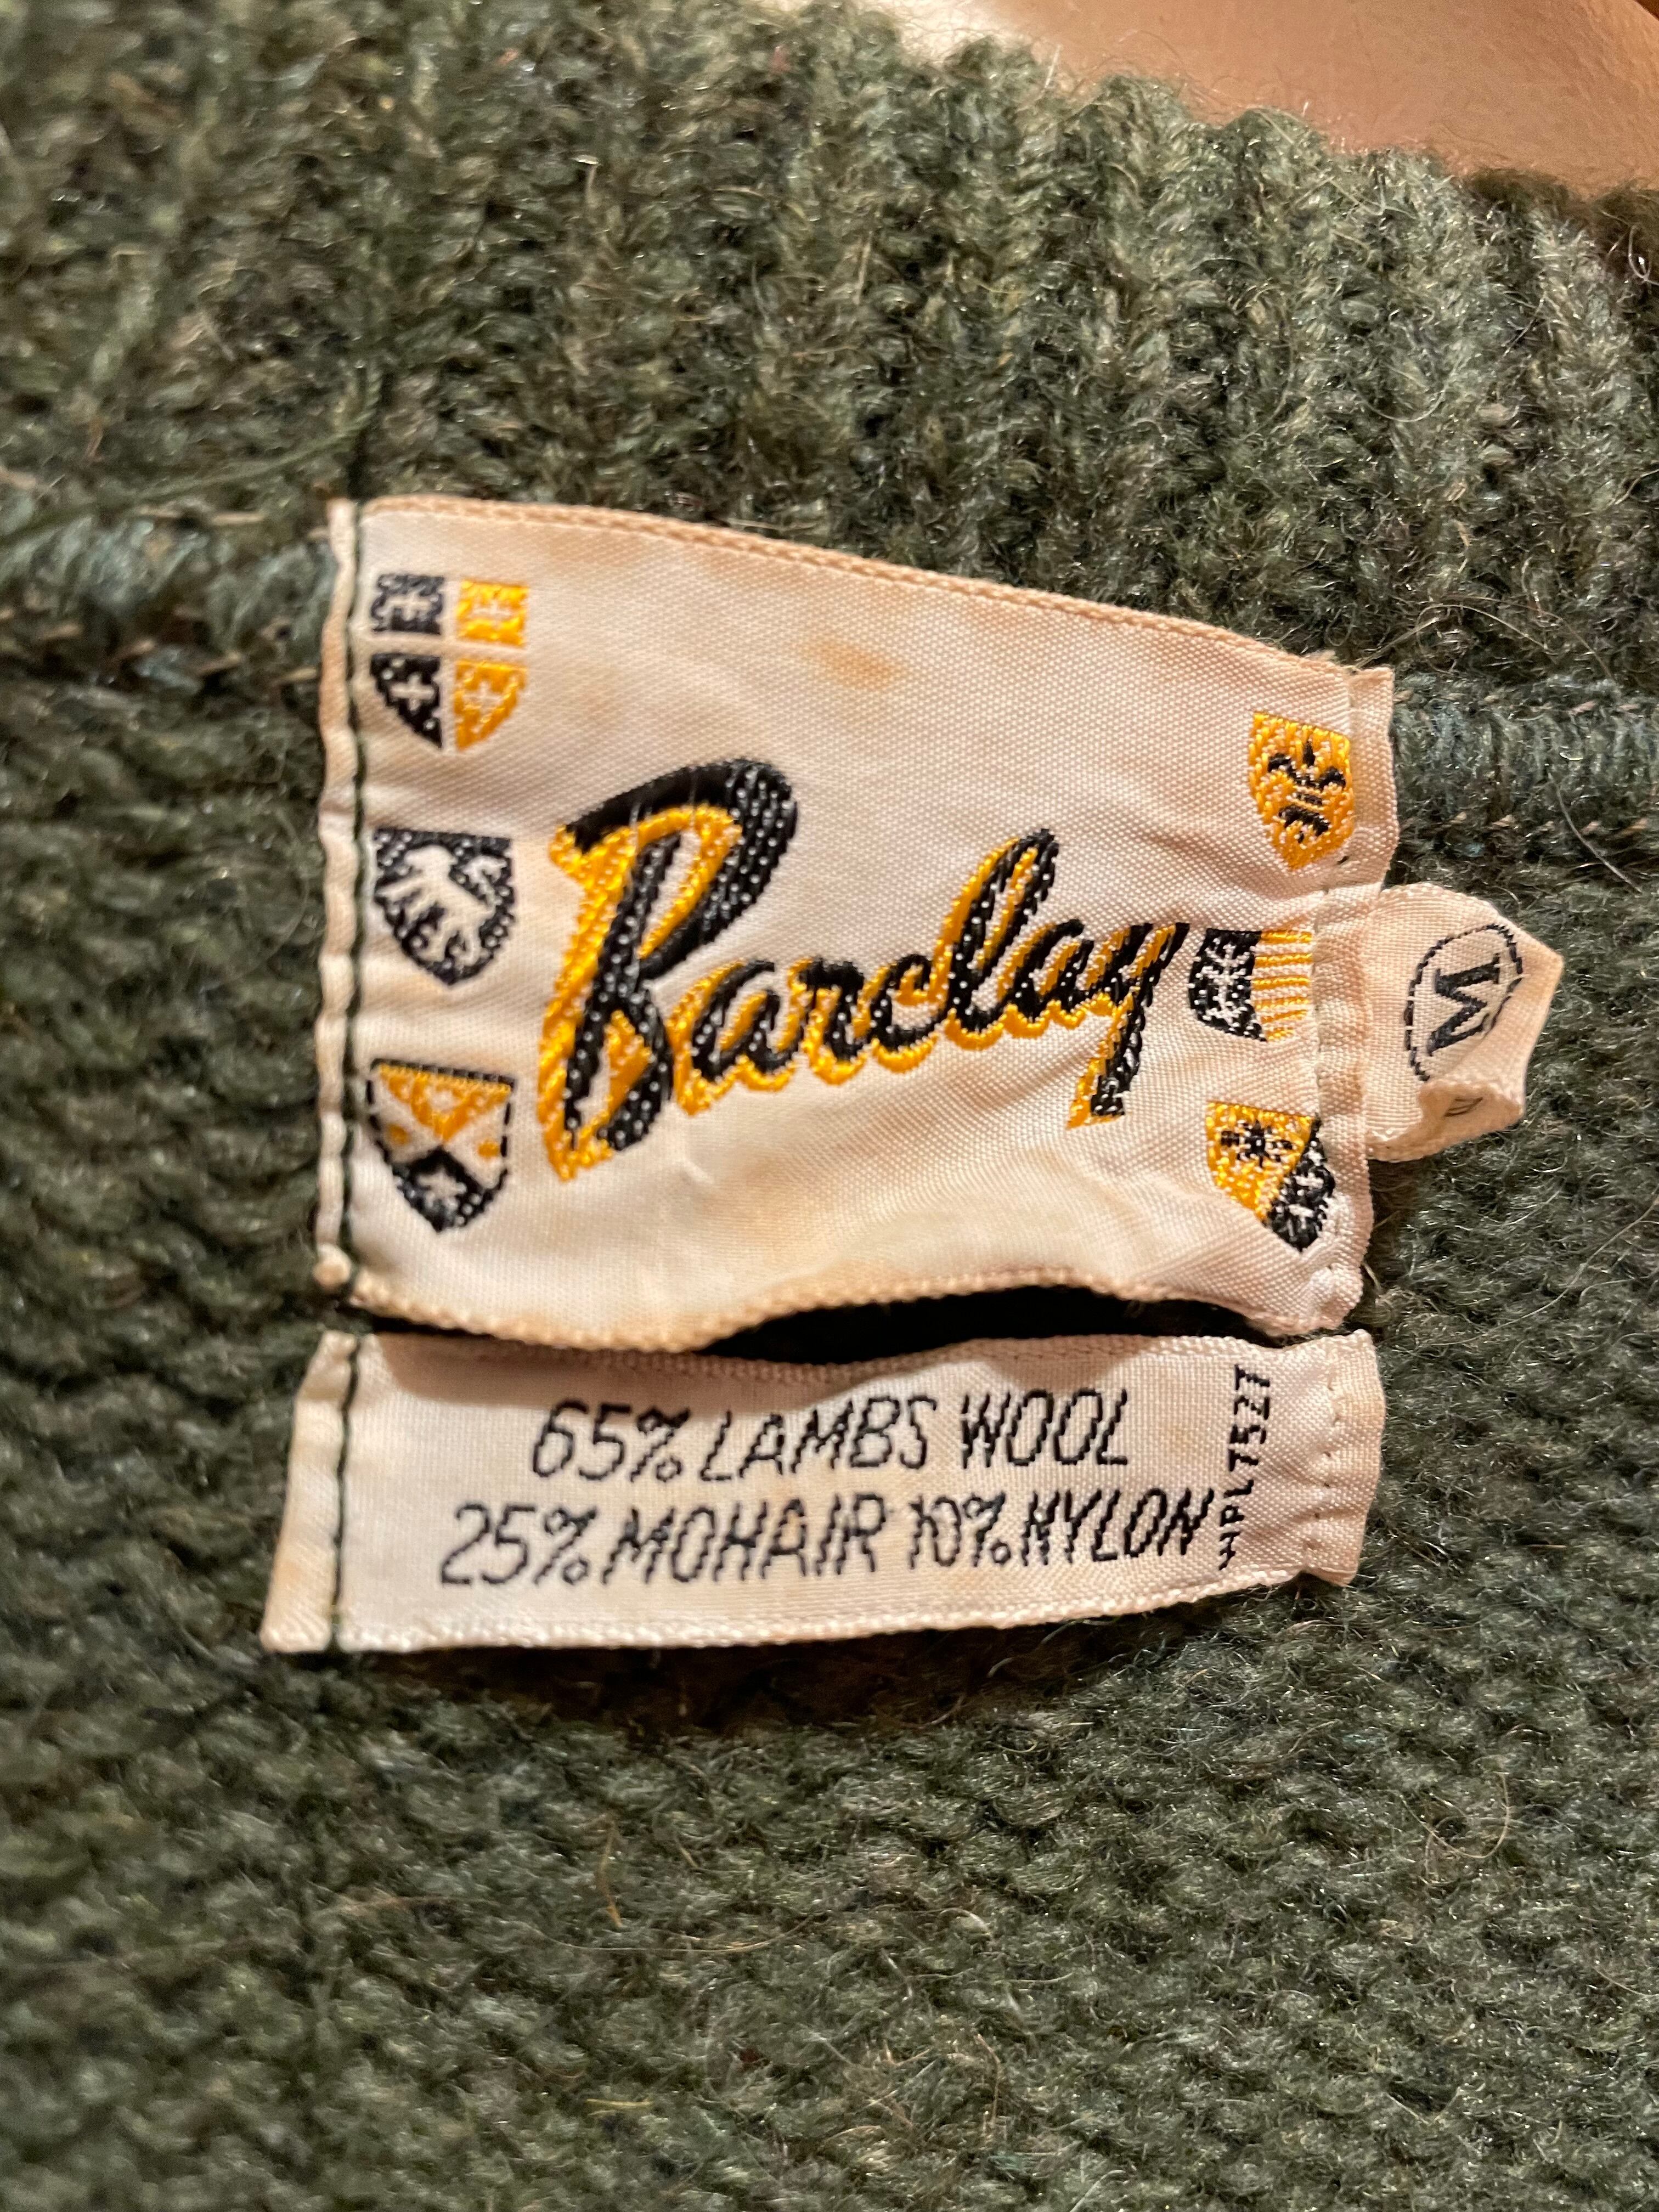 Barclay
M
65% LAMBS WOOL
25% MOHAIR 10% NYLON
WPL 7527